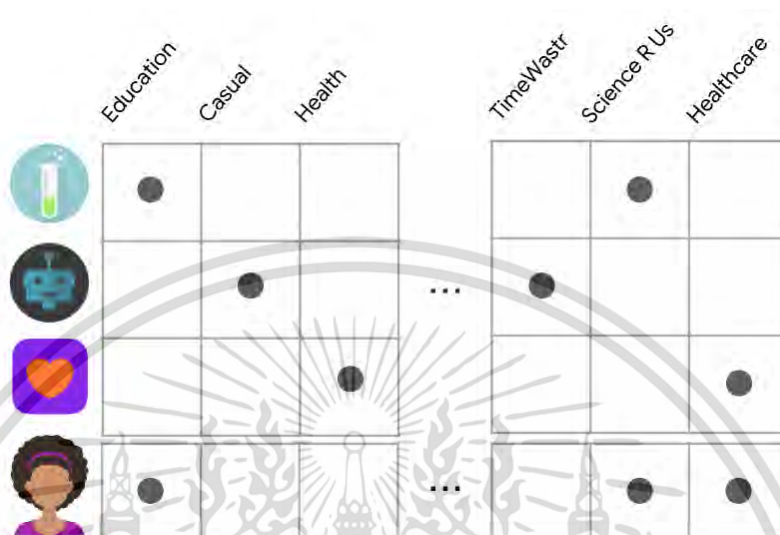 Education
Casual
Health
TimeWastr
Science R Us
Healthcare
...
...